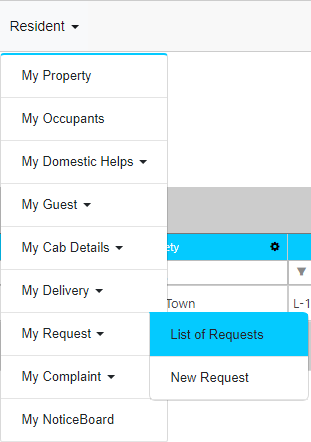 Resident
My Property
My Occupants
My Domestic Helps
My Guest
My Cab Details
ety
My Delivery
Town
L-1
My Request
List of Requests
My Complaint
New Request
My NoticeBoard